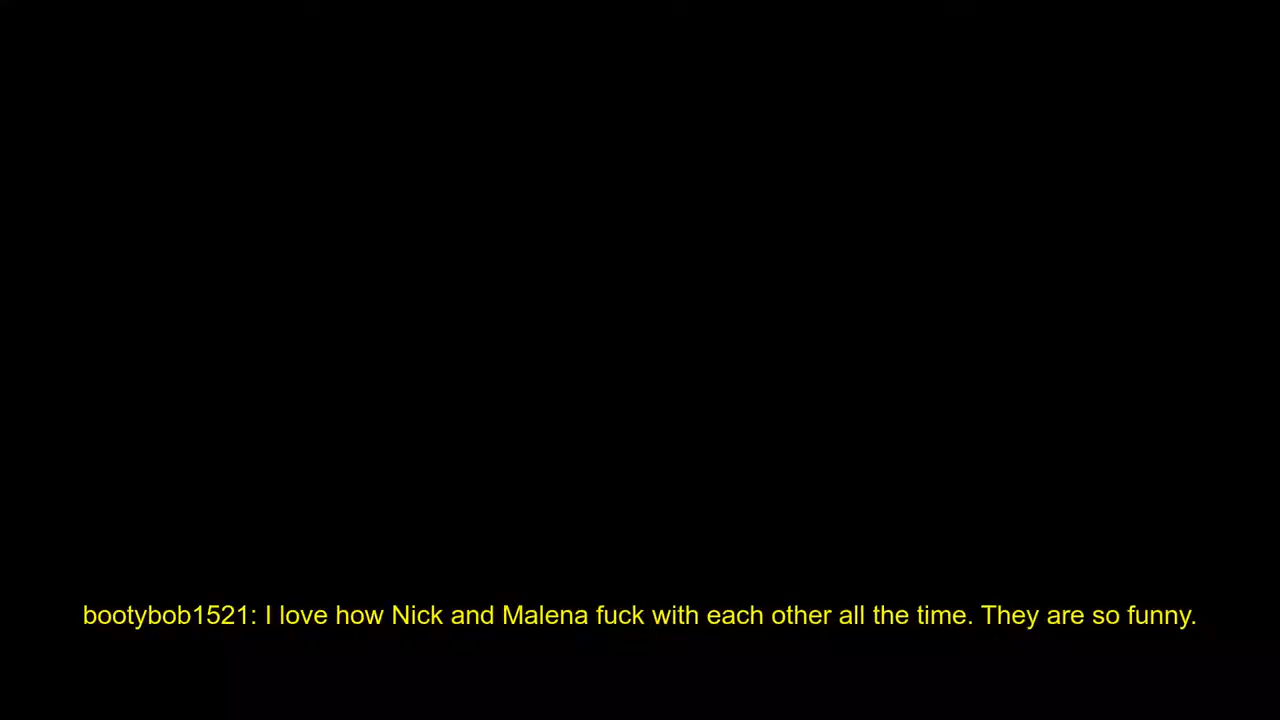 bootybob1521: I love how Nick and Malena fuck with each other all the time. They are so funny.